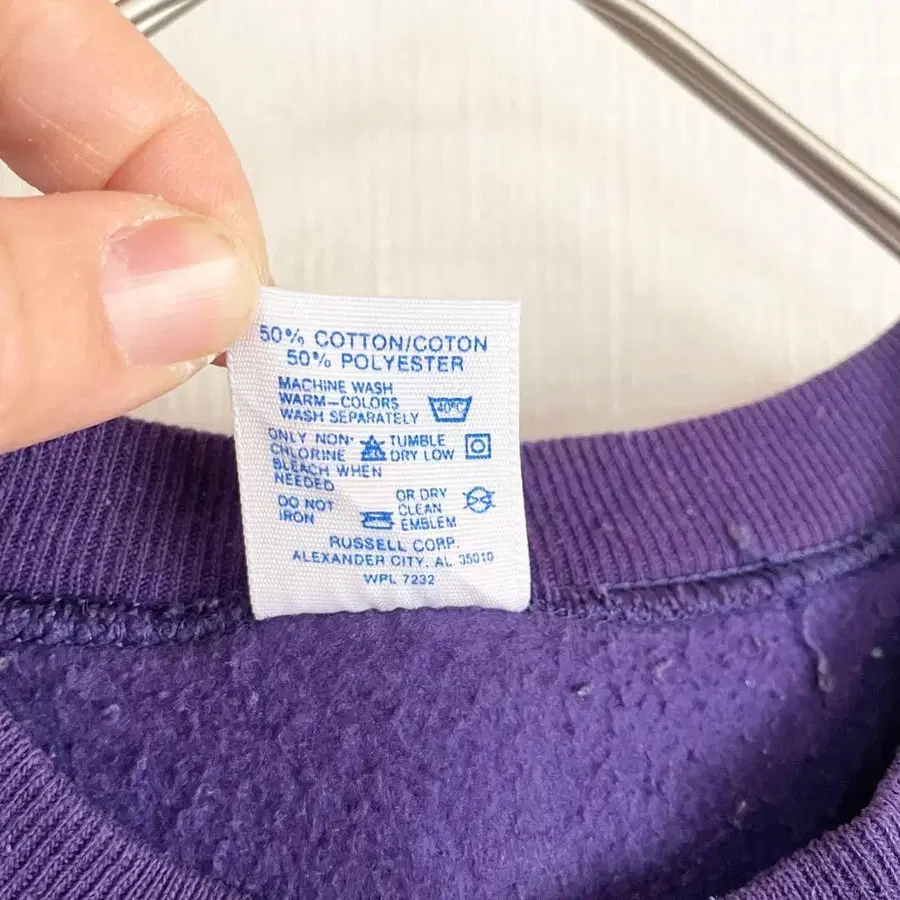 50% COTTON/COTON
50% POLYESTER
MACHINE WASH
WARM-COLORS
WASH SEPARATELY
40°C
ONLY NON-
CHLORINE
BLEACH WHEN
NEEDED
TUMBLE
DRY LOW
DO NOT
IRON
OR DRY
CLEAN
EMBLEM
RUSSELL CORP.
ALEXANDER CITY, AL 35010
WPL 7232